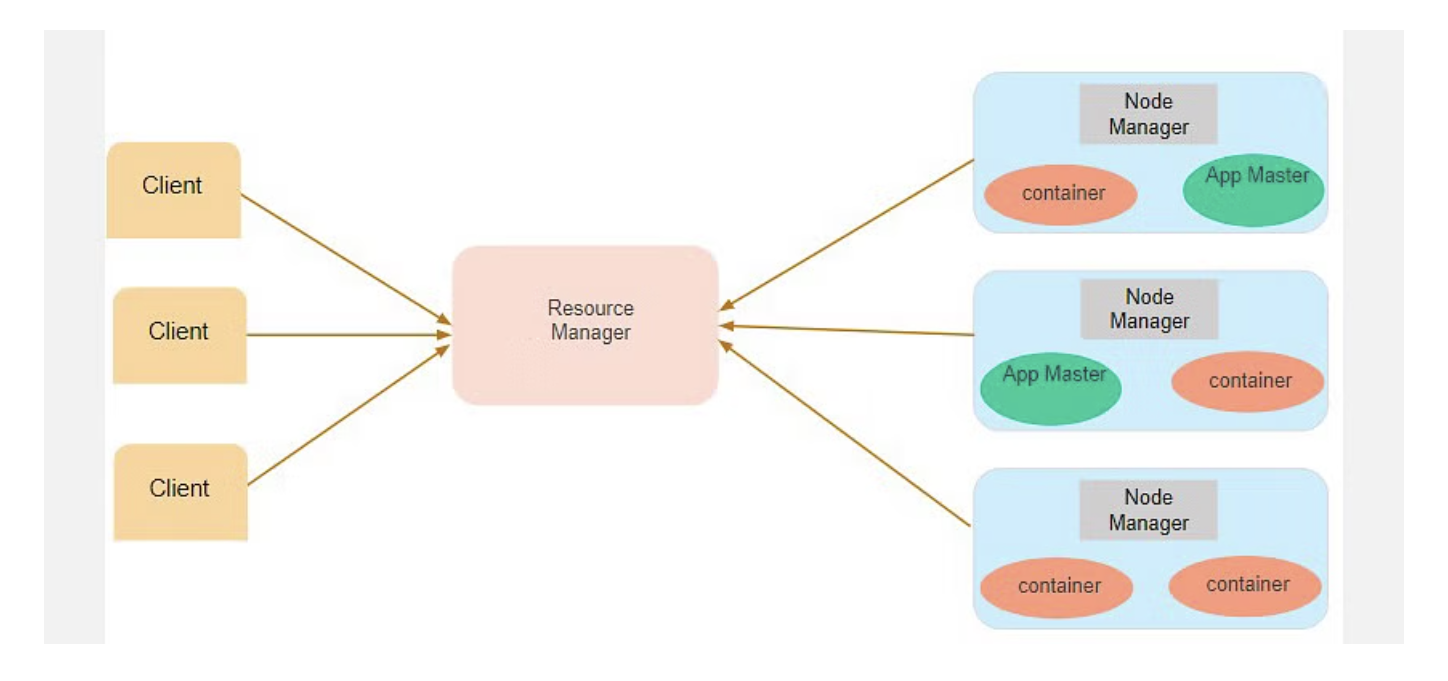 Client
Client
Client
Resource
Manager
Node
Manager
container
App Master
Node
Manager
App Master
container
Node
Manager
container
container